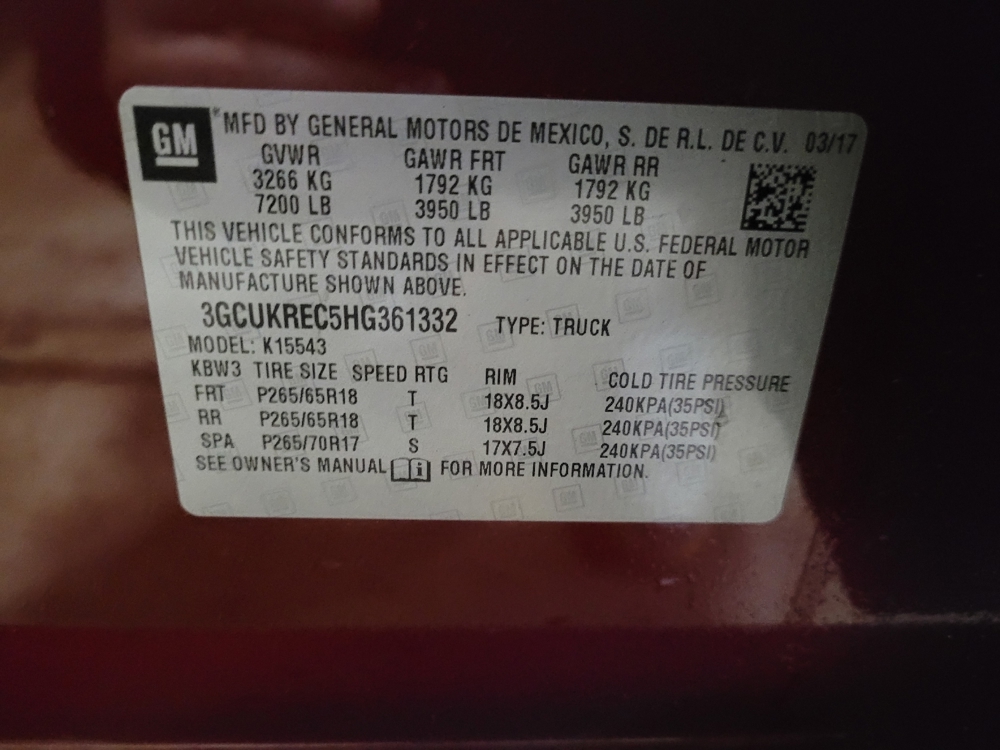 GM
*MFD BY GENERAL MOTORS DE MEXICO, S. DE R.L. DE C.V. 03/17
GVWR GAWR FRT GAWR RR
3266 KG 1792 KG 1792 KG
7200 LB 3950 LB 3950 LB
THIS VEHICLE CONFORMS TO ALL APPLICABLE U.S. FEDERAL MOTOR
VEHICLE SAFETY STANDARDS IN EFFECT ON THE DATE OF
MANUFACTURE SHOWN ABOVE.
3GCUKREC5HG361332 TYPE: TRUCK
MODEL: K15543
KBW3 TIRE SIZE SPEED RTG RIM COLD TIRE PRESSURE
FRT P265/65R18 T 18X8.5J 240KPA(35PSI)
RR P265/65R18 T 18X8.5J 240KPA(35PSI)
SPA P265/70R17 S 17X7.5J 240KPA(35PSI)
SEE OWNER'S MANUAL i FOR MORE INFORMATION.